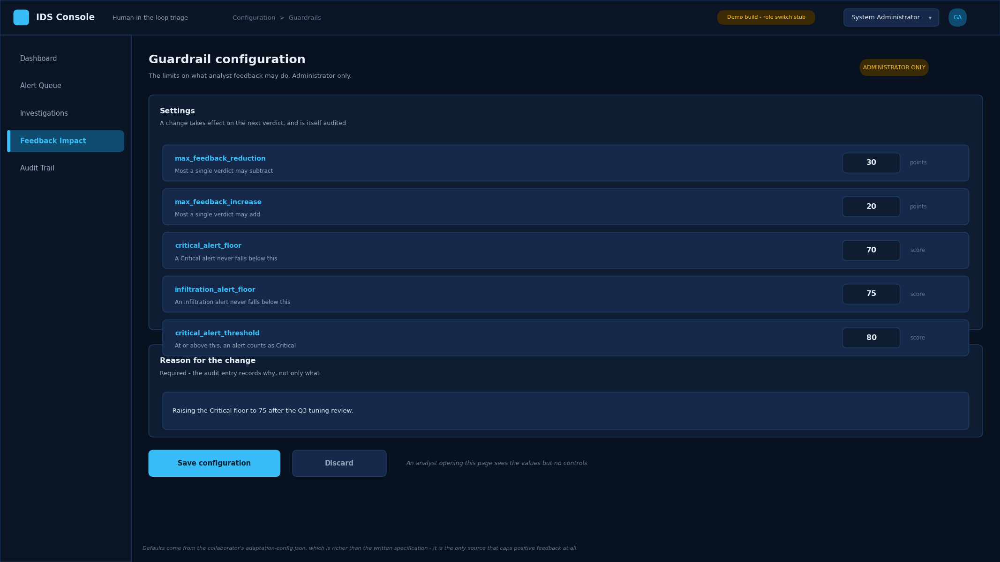 IDS Console
Human-in-the-loop triage
Configuration > Guardrails
Demo build - role switch stub
System Administrator ▾
GA
Dashboard
Alert Queue
Investigations
Feedback Impact
Audit Trail
Guardrail configuration
The limits on what analyst feedback may do. Administrator only.
ADMINISTRATOR ONLY
Settings
A change takes effect on the next verdict, and is itself audited
max_feedback_reduction
Most a single verdict may subtract
30 points
max_feedback_increase
Most a single verdict may add
20 points
critical_alert_floor
A Critical alert never falls below this
70 score
infiltration_alert_floor
An Infiltration alert never falls below this
75 score
critical_alert_threshold
At or above this, an alert counts as Critical
80 score
Reason for the change
Required - the audit entry records why, not only what
Raising the Critical floor to 75 after the Q3 tuning review.
Save configuration
Discard
An analyst opening this page sees the values but no controls.
Defaults come from the collaborator's adaptation-config.json, which is richer than the written specification - it is the only source that caps positive feedback at all.